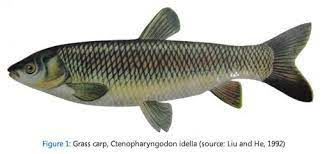 Figure 1: Grass carp, Ctenopharyngodon idella (source: Liu and He, 1992)